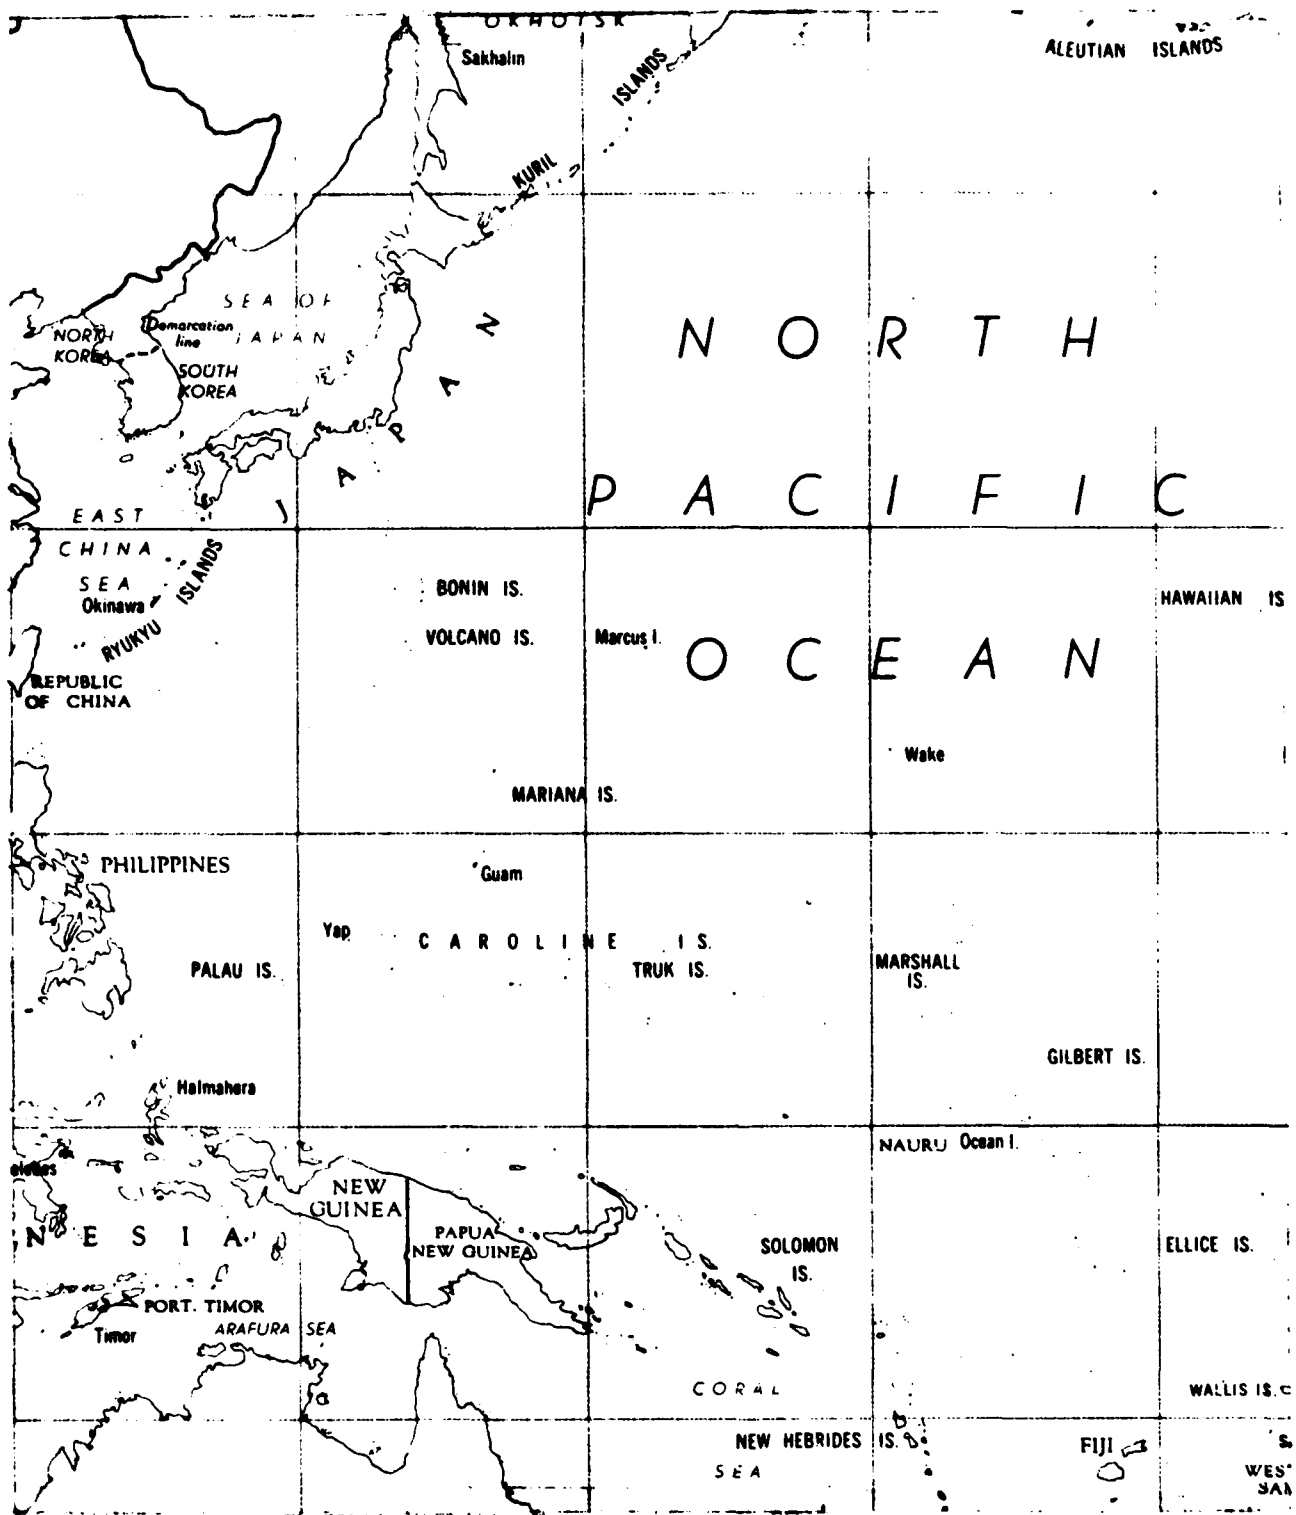 OKHOTSK
Sakhalin
ALEUTIAN ISLANDS
KURIL ISLANDS
SEA OF
JAPAN
Demarcation
line
NORTH
KOREA
SOUTH
KOREA
JAPAN
NORTH
PACIFIC
OCEAN
EAST
CHINA
SEA
Okinawa
RYUKYU ISLANDS
BONIN IS.
VOLCANO IS.
Marcus I.
HAWAIIAN IS
REPUBLIC
OF CHINA
Wake
MARIANA IS.
PHILIPPINES
Guam
Yap
CAROLINE IS.
PALAU IS.
TRUK IS.
MARSHALL
IS.
GILBERT IS.
Halmahera
NAURU
Ocean I.
NEW
GUINEA
NESIA
PAPUA
NEW GUINEA
SOLOMON
IS.
ELLICE IS.
PORT. TIMOR
Timor
ARAFURA SEA
CORAL
SEA
WALLIS IS.
NEW HEBRIDES IS.
FIJI
WES
SAM